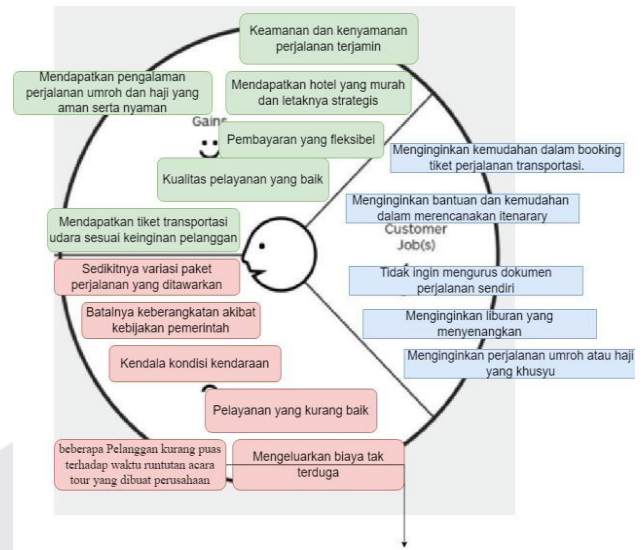 Keamanan dan kenyamanan
perjalanan terjamin
Mendapatkan pengalaman
perjalanan umroh dan haji yang
aman serta nyaman
Mendapatkan hotel yang murah
dan letaknya strategis
Gains
Pembayaran yang fleksibel
Kualitas pelayanan yang baik
Mendapatkan tiket transportasi
udara sesuai keinginan pelanggan
Menginginkan kemudahan dalam booking
tiket perjalanan transportasi.
Menginginkan bantuan dan kemudahan
dalam merencanakan itenarary
Customer
Job(s)
Tidak ingin mengurus dokumen
perjalanan sendiri
Menginginkan liburan yang
menyenangkan
Menginginkan perjalanan umroh atau haji
yang khusyu
Sedikitnya variasi paket
perjalanan yang ditawarkan
Batalnya keberangkatan akibat
kebijakan pemerintah
Kendala kondisi kendaraan
Pelayanan yang kurang baik
beberapa Pelanggan kurang puas
terhadap waktu runtutan acara
tour yang dibuat perusahaan
Mengeluarkan biaya tak
terduga